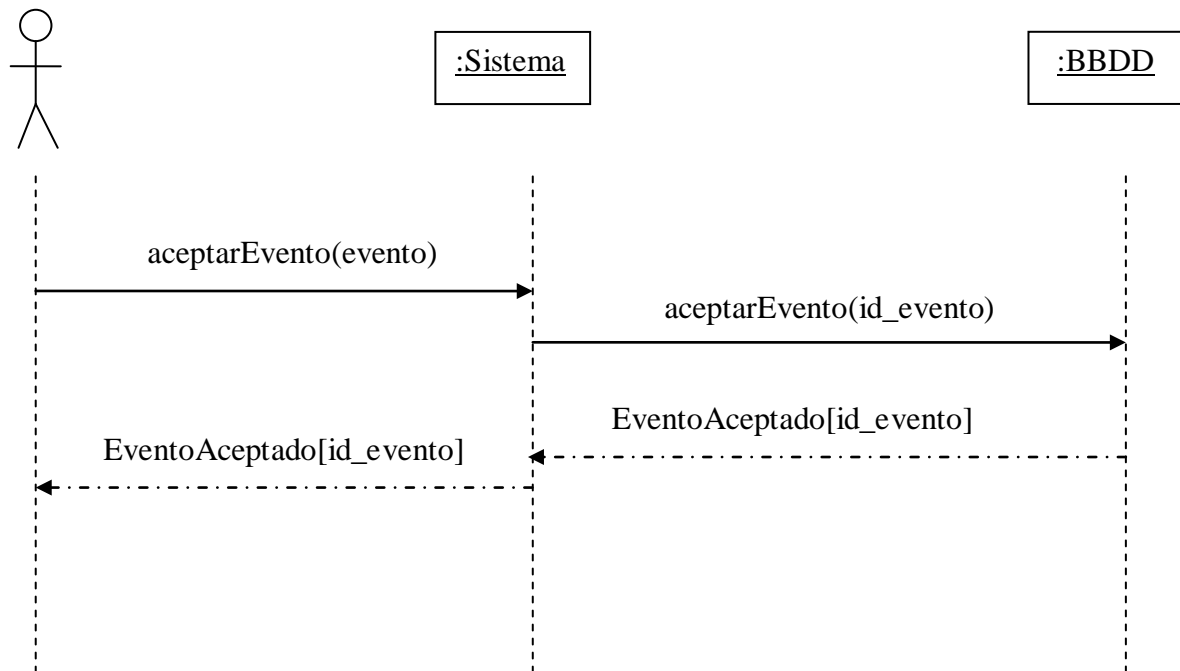 :Sistema
:BBDD
aceptarEvento(evento)
aceptarEvento(id_evento)
EventoAceptado[id_evento]
EventoAceptado[id_evento]